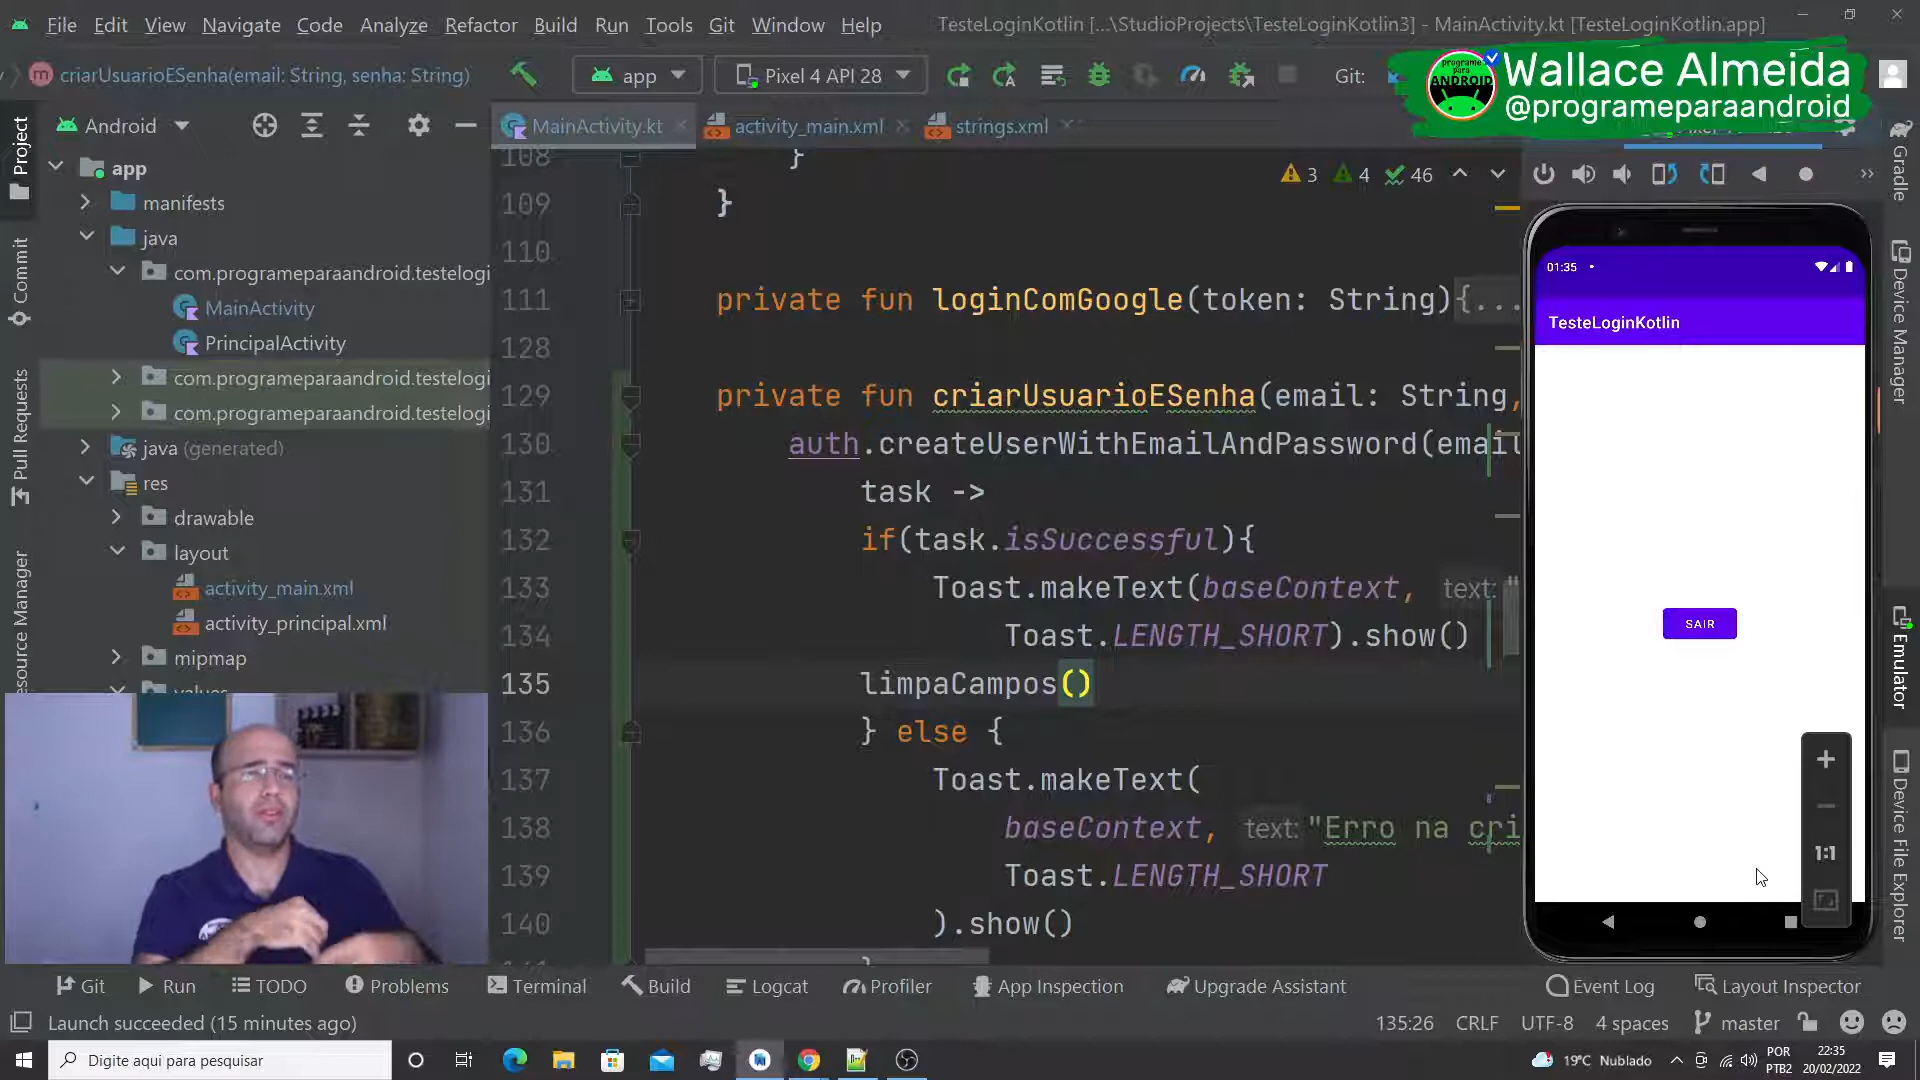 File Edit View Navigate Code Analyze Refactor Build Run Tools Git Window Help TesteLoginKotlin [...\StudioProjects\TesteLoginKotlin3] - MainActivity.kt [TesteLoginKotlin.app]
criarUsuarioESenha(email: String, senha: String) app Pixel 4 API 28 Git:
Wallace Almeida
@programeparaandroid
programe
para
ANDROID
Android
MainActivity.kt activity_main.xml strings.xml
Project
Commit
Pull Requests
esource Manager
app
manifests
java
com.programeparaandroid.testelogi
MainActivity
PrincipalActivity
com.programeparaandroid.testelogi
com.programeparaandroid.testelogi
java (generated)
res
drawable
layout
activity_main.xml
activity_principal.xml
mipmap
values
3 4 46
108 }
109 }
110
111 private fun loginComGoogle(token: String){...
128
129 private fun criarUsuarioESenha(email: String,
130 auth.createUserWithEmailAndPassword(email
131 task ->
132 if(task.isSuccessful){
133 Toast.makeText(baseContext, text: "
134 Toast.LENGTH_SHORT).show()
135 limpaCampos()
136 } else {
137 Toast.makeText(
138 baseContext, text: "Erro na cri
139 Toast.LENGTH_SHORT
140 ).show()
}
01:35
TesteLoginKotlin
SAIR
1:1
Gradle
Device Manager
Emulator
Device File Explorer
Git Run TODO Problems Terminal Build Logcat Profiler App Inspection Upgrade Assistant Event Log Layout Inspector
Launch succeeded (15 minutes ago) 135:26 CRLF UTF-8 4 spaces master
Digite aqui para pesquisar 19°C Nublado POR
PTB2
22:35
20/02/2022